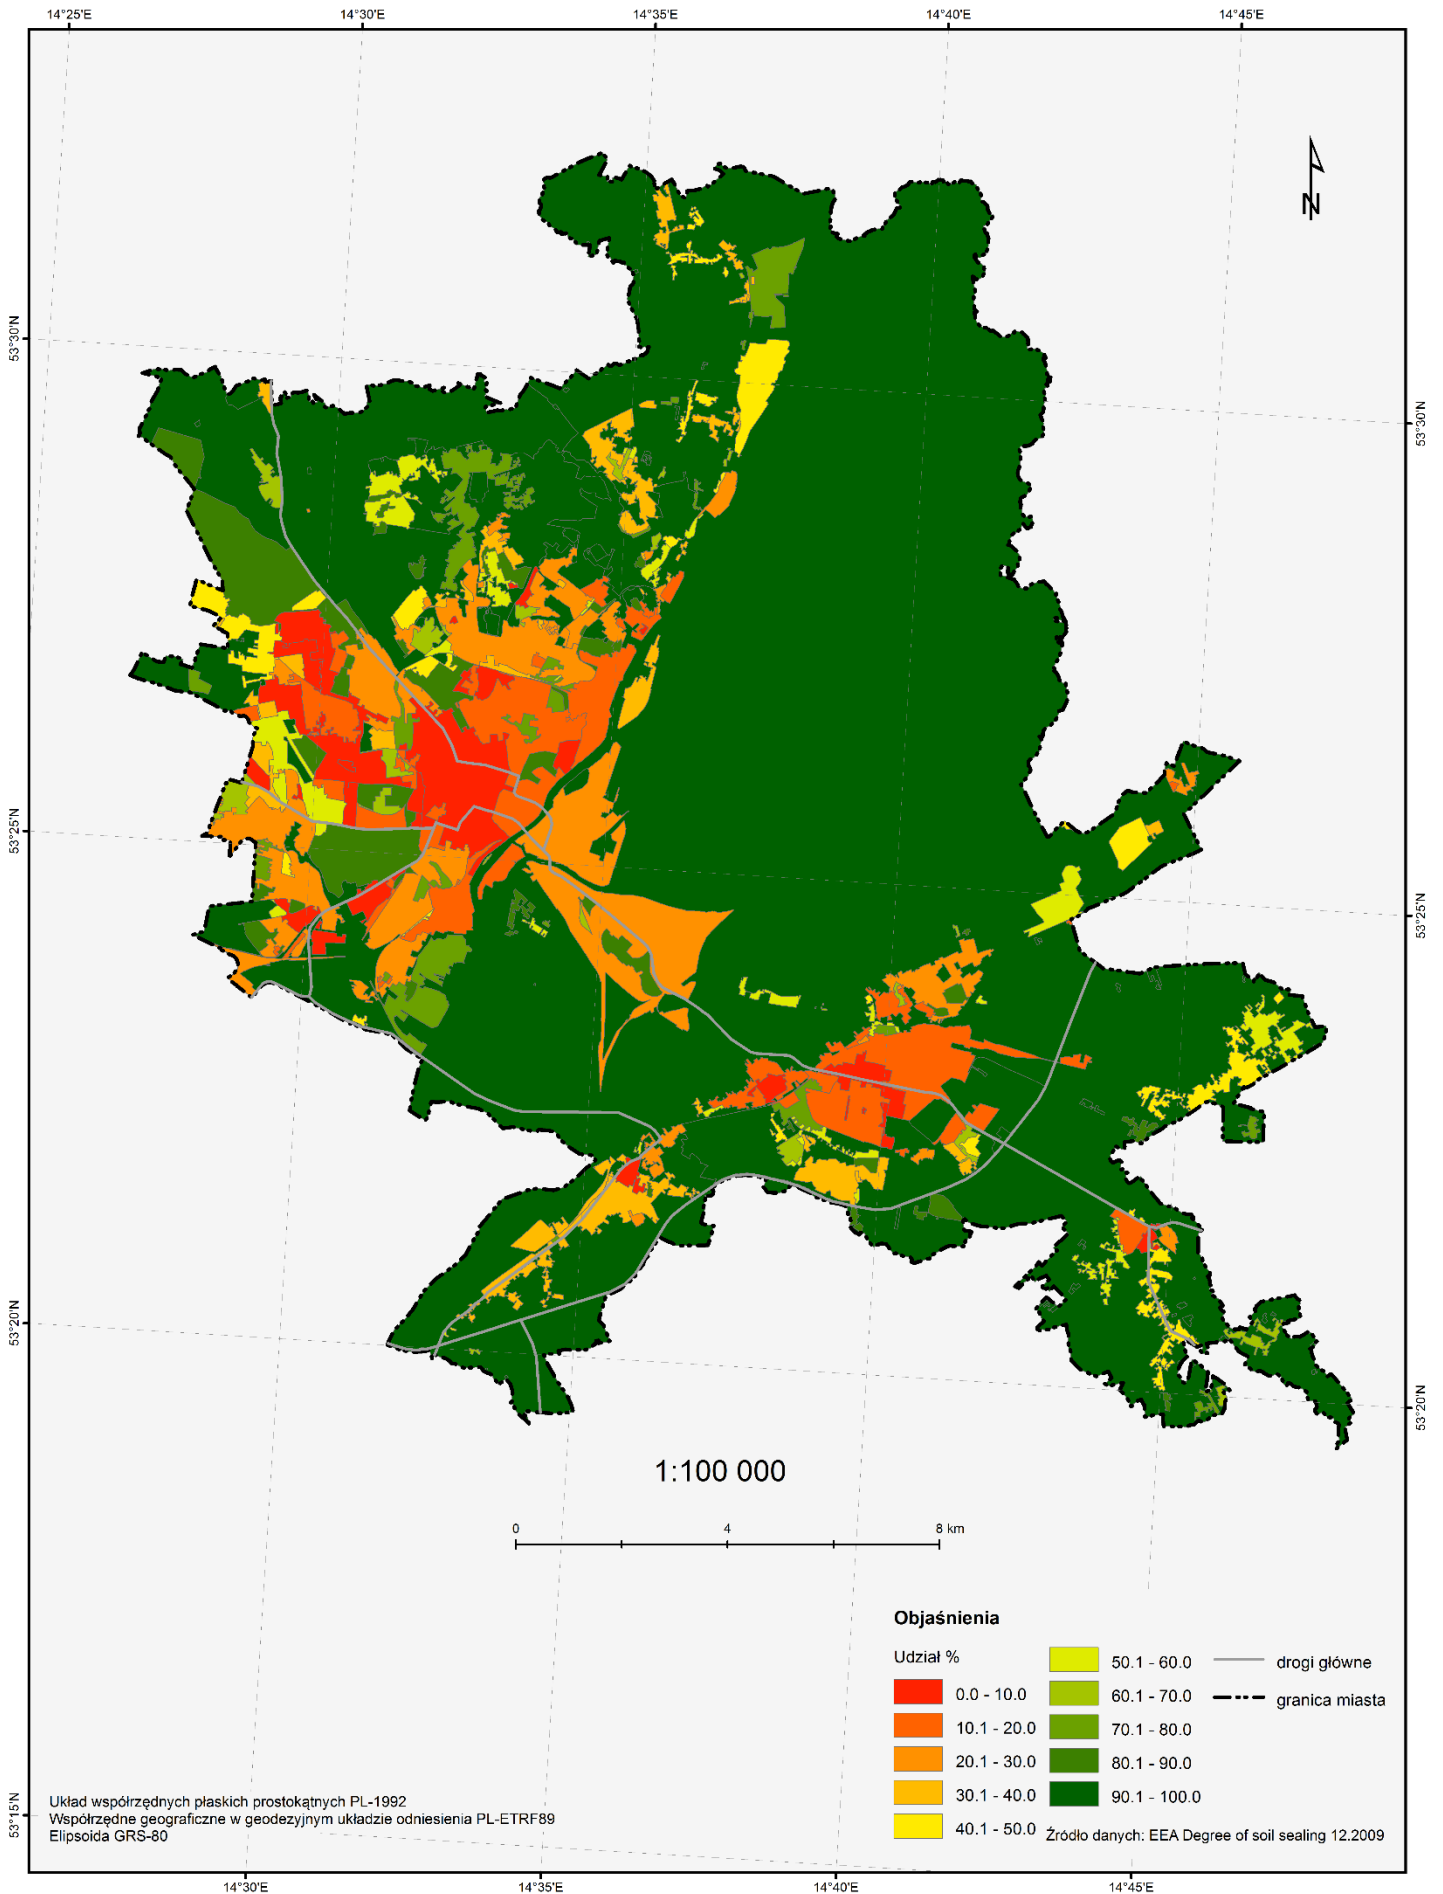 14°25'E
14°30'E
14°35'E
14°40'E
14°45'E
N
53°30'N
53°30'N
53°25'N
53°25'N
53°20'N
53°20'N
53°15'N
1:100 000
0
4
8 km
Objaśnienia
Udział %
0.0 - 10.0
10.1 - 20.0
20.1 - 30.0
30.1 - 40.0
40.1 - 50.0
50.1 - 60.0
60.1 - 70.0
70.1 - 80.0
80.1 - 90.0
90.1 - 100.0
drogi główne
granica miasta
Układ współrzędnych płaskich prostokątnych PL-1992
Współrzędne geograficzne w geodezyjnym układzie odniesienia PL-ETRF89
Elipsoida GRS-80
Źródło danych: EEA Degree of soil sealing 12.2009
14°30'E
14°35'E
14°40'E
14°45'E